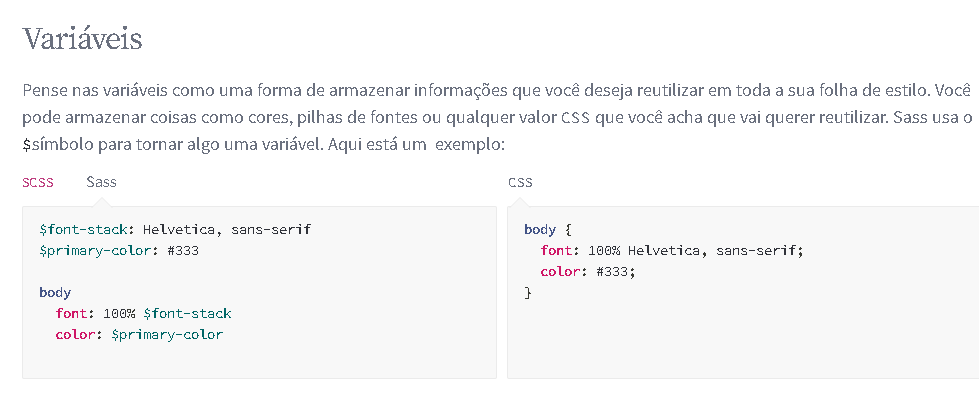 Variáveis
Pense nas variáveis como uma forma de armazenar informações que você deseja reutilizar em toda a sua folha de estilo. Você
pode armazenar coisas como cores, pilhas de fontes ou qualquer valor CSS que você acha que vai querer reutilizar. Sass usa o
$símbolo para tornar algo uma variável. Aqui está um exemplo:
SCSS Sass CSS
$font-stack: Helvetica, sans-serif
$primary-color: #333
body
font: 100% $font-stack
color: $primary-color
body {
font: 100% Helvetica, sans-serif;
color: #333;
}